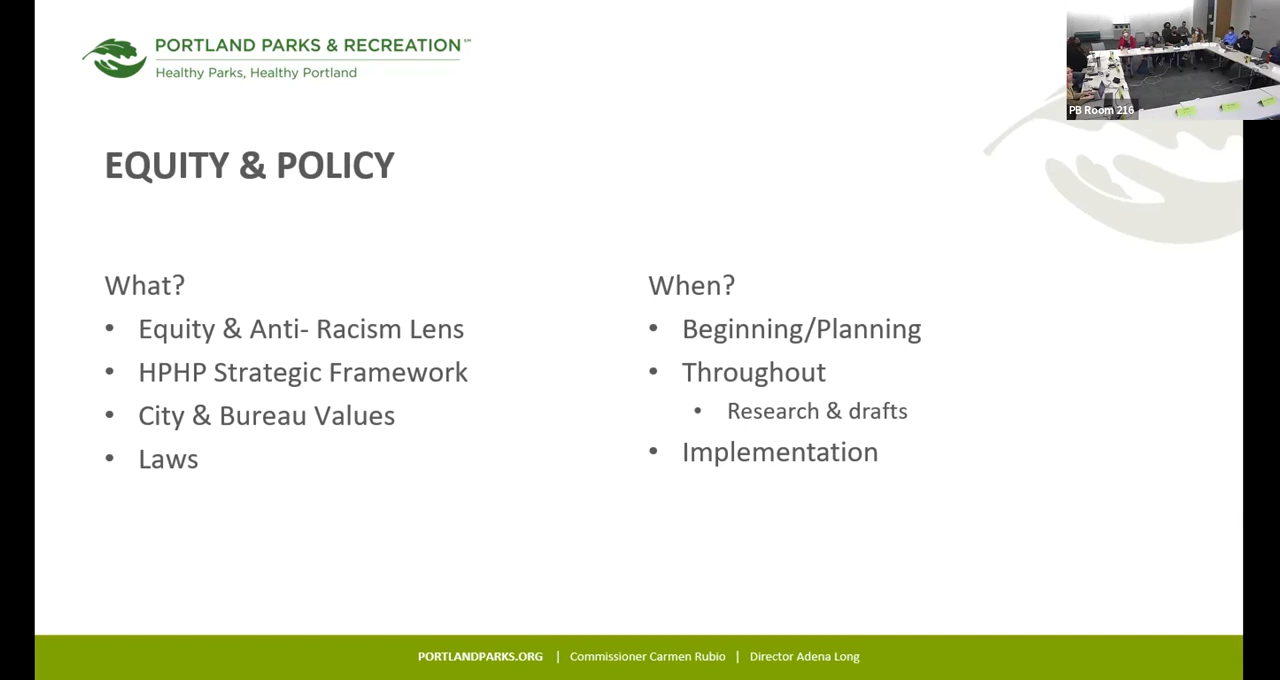 PORTLAND PARKS & RECREATION℠
Healthy Parks, Healthy Portland
PB Room 216
EQUITY & POLICY
What?
• Equity & Anti- Racism Lens
• HPHP Strategic Framework
• City & Bureau Values
• Laws
When?
• Beginning/Planning
• Throughout
• Research & drafts
• Implementation
PORTLANDPARKS.ORG | Commissioner Carmen Rubio | Director Adena Long